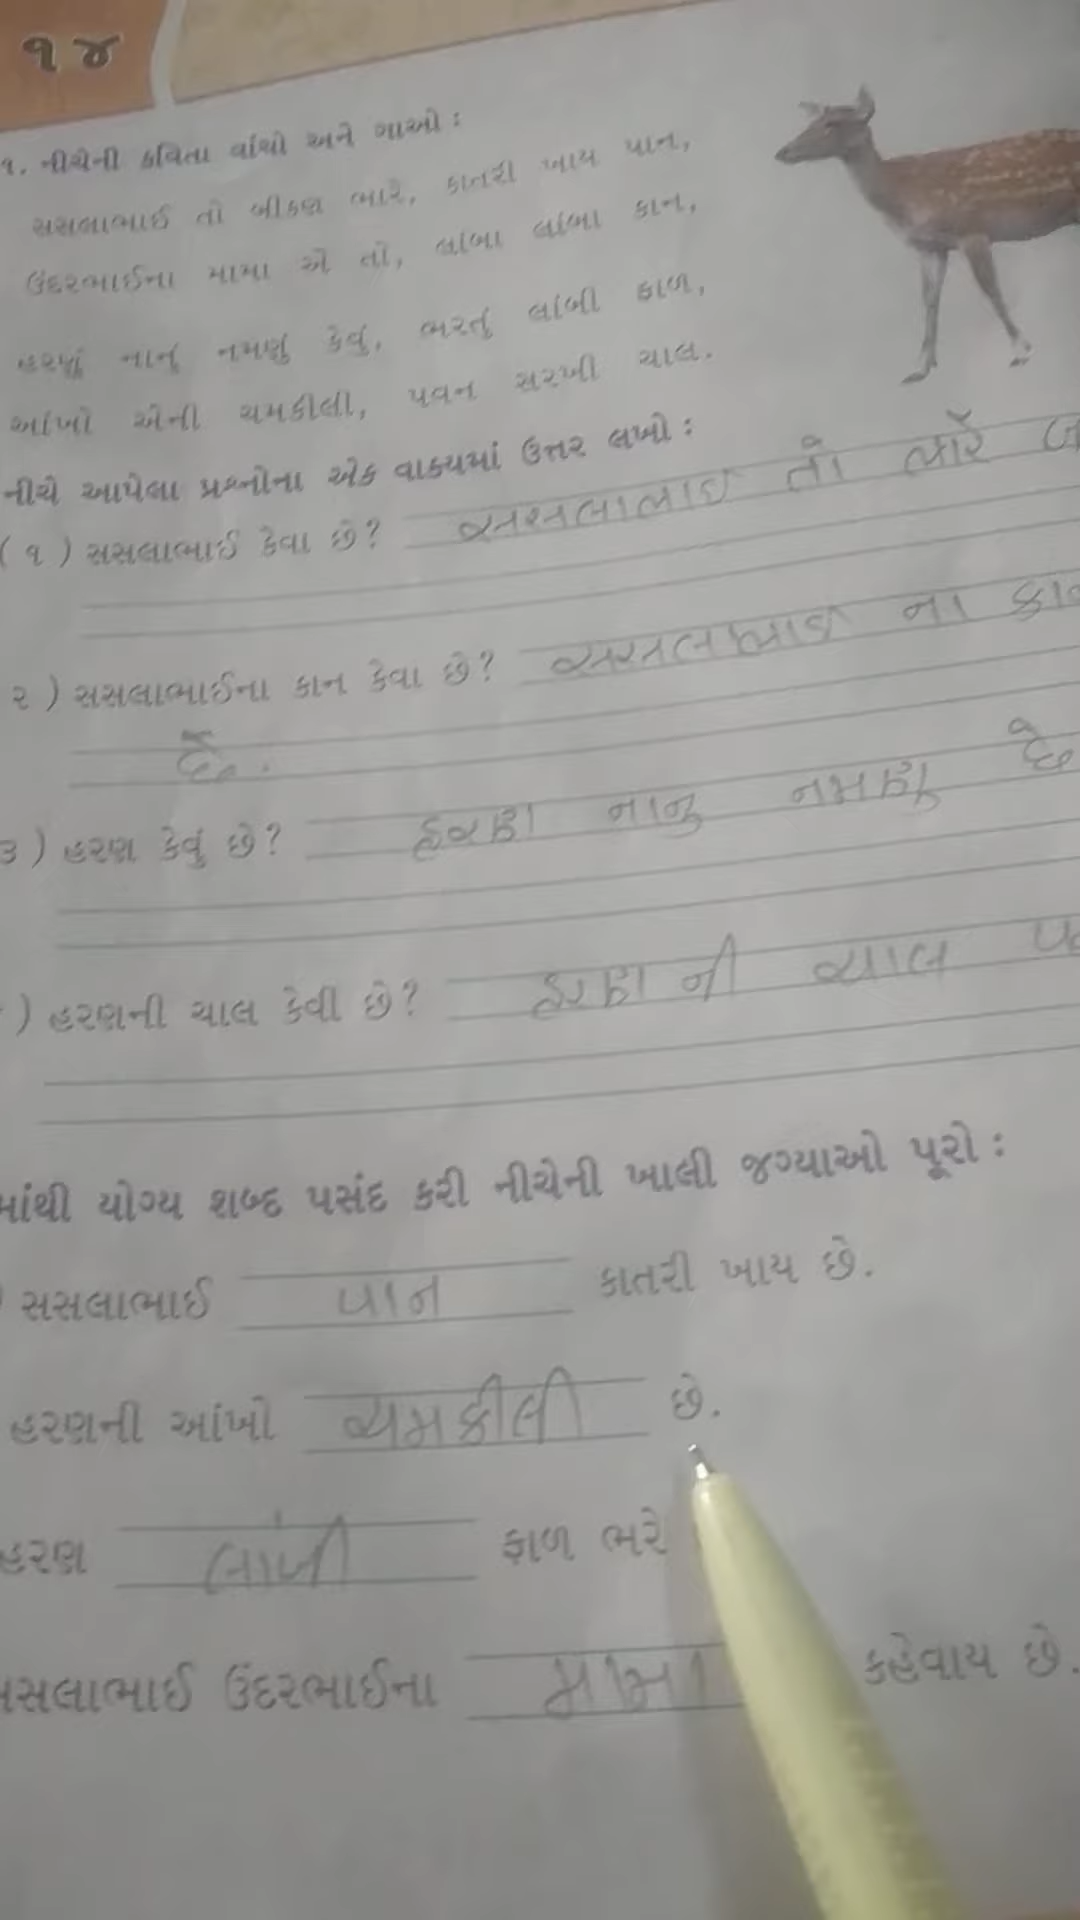 ૧૪
૧. નીચેની કવિતા વાંચો અને ગાઓ :
સસલાભાઈ તો બીકણ ભારે, કાતરી ખાય પાન,
ઉંદરભાઈના મામા એ તો, લાંબા લાંબા કાન,
હરણું નાનું નમણું કેવું, ભરતું લાંબી ફાળ,
આંખો એની ચમકીલી, પવન સરખી ચાલ.
નીચે આપેલા પ્રશ્નોના એક વાક્યમાં ઉત્તર લખો :
(૧) સસલાભાઈ કેવા છે? સસલાભાઈ તો ભારે
૨) સસલાભાઈના કાન કેવા છે? સસલાભાઈ ના કાન
છે.
૩) હરણ કેવું છે? હરણ નાનુ નમણુ છે
) હરણની ચાલ કેવી છે? હરણ ની ચાલ
માંથી યોગ્ય શબ્દ પસંદ કરી નીચેની ખાલી જગ્યાઓ પૂરો :
સસલાભાઈ પાન કાતરી ખાય છે.
હરણની આંખો ચમકીલી છે.
હરણ લાંબી ફાળ ભરે
સસલાભાઈ ઉંદરભાઈના મામા કહેવાય છે.